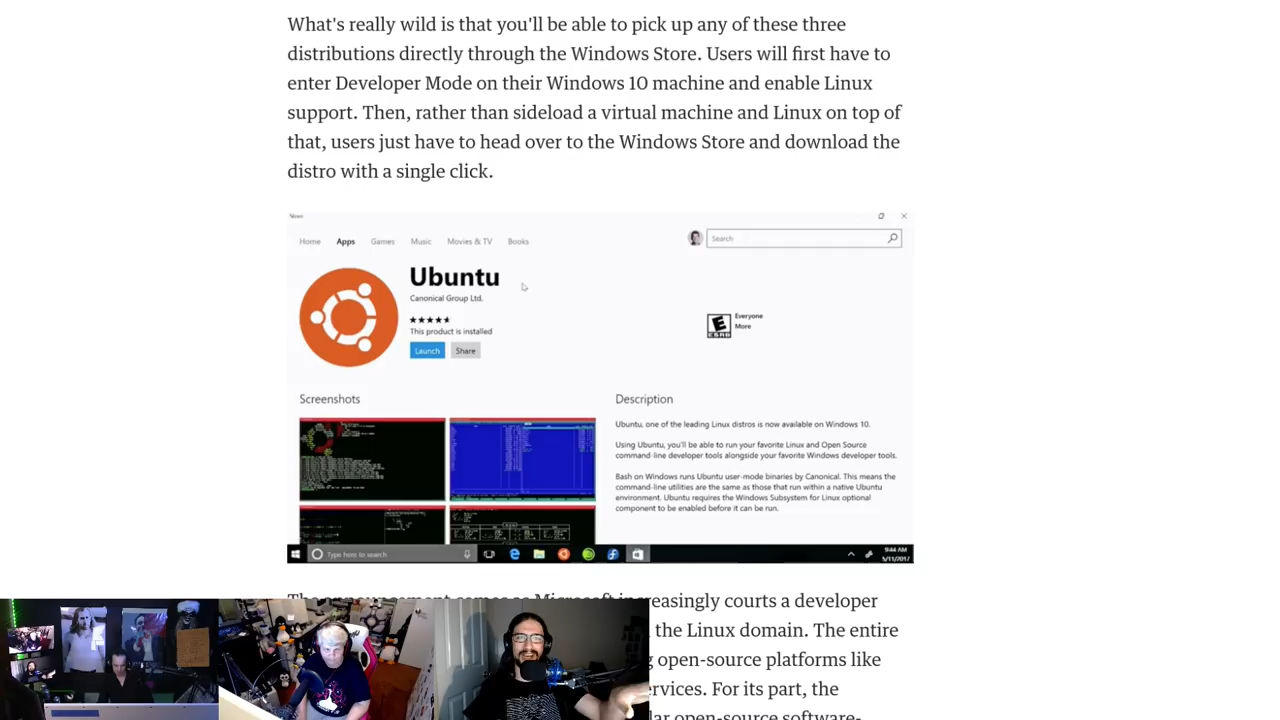 What's really wild is that you'll be able to pick up any of these three
distributions directly through the Windows Store. Users will first have to
enter Developer Mode on their Windows 10 machine and enable Linux
support. Then, rather than sideload a virtual machine and Linux on top of
that, users just have to head over to the Windows Store and download the
distro with a single click.
Store
Home Apps Games Music Movies & TV Books
Search
Ubuntu
Canonical Group Ltd.
This product is installed
Launch Share
E
Everyone
More
ESRB
Screenshots
Description
Ubuntu, one of the leading Linux distros is now available on Windows 10.
Using Ubuntu, you'll be able to run your favorite Linux and Open Source
command-line developer tools alongside your favorite Windows developer tools.
Bash on Windows runs Ubuntu user-mode binaries by Canonical. This means the
command-line utilities are the same as those that run within a native Ubuntu
environment. Ubuntu requires the Windows Subsystem for Linux optional
component to be enabled before it can be run.
Type here to search
9:44 AM
5/11/2017
The announcement comes as Microsoft increasingly courts a developer
the Linux domain. The entire
open-source platforms like
services. For its part, the
open-source software-